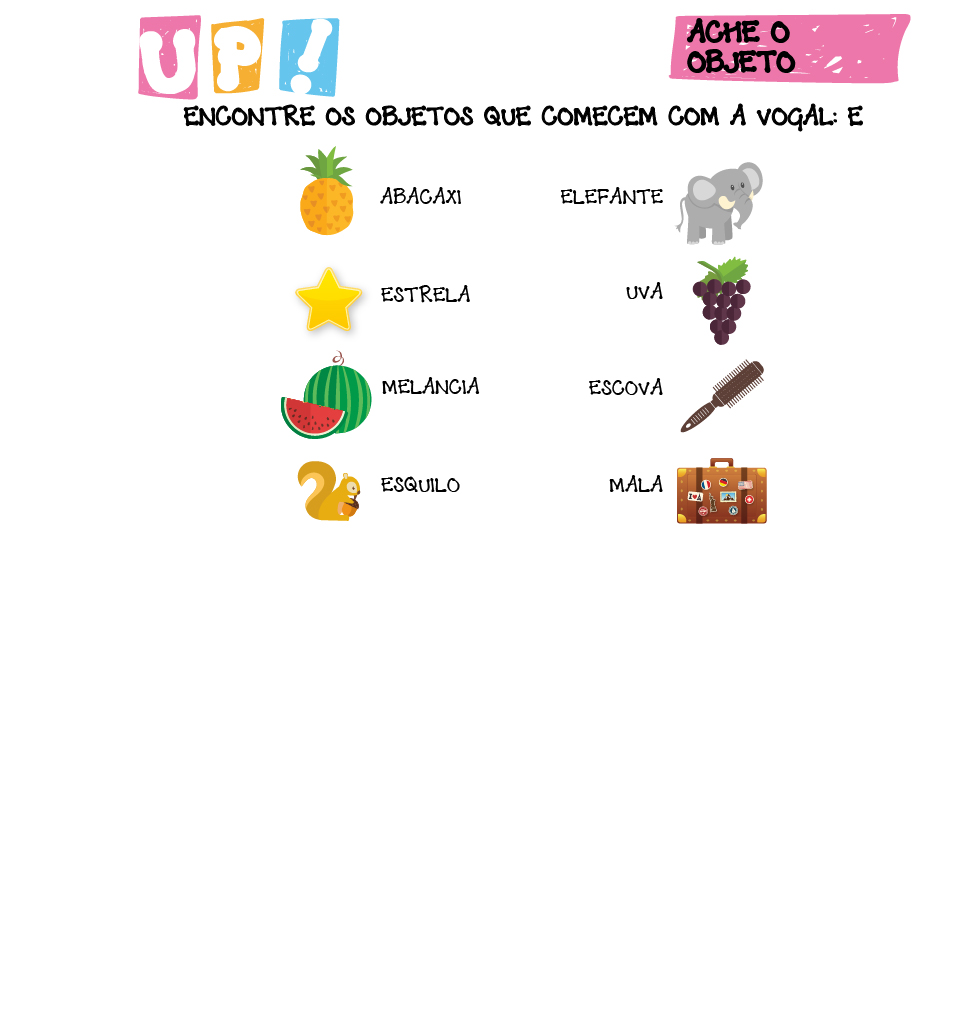 UP!
ACHE O
OBJETO
ENCONTRE OS OBJETOS QUE COMECEM COM A VOGAL: E
ABACAXI
ELEFANTE
ESTRELA
UVA
MELANCIA
ESCOVA
ESQUILO
MALA